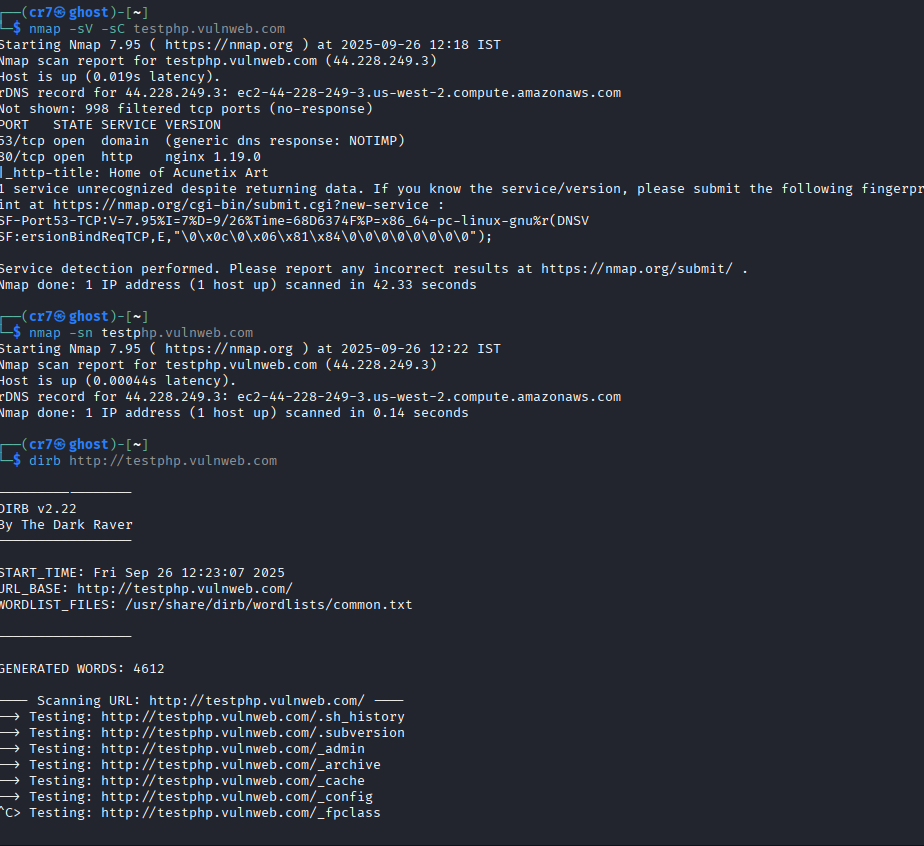 ┌──(cr7㉿ghost)-[~]
└─$ nmap -sV -sC testphp.vulnweb.com
Starting Nmap 7.95 ( https://nmap.org ) at 2025-09-26 12:18 IST
Nmap scan report for testphp.vulnweb.com (44.228.249.3)
Host is up (0.019s latency).
rDNS record for 44.228.249.3: ec2-44-228-249-3.us-west-2.compute.amazonaws.com
Not shown: 998 filtered tcp ports (no-response)
PORT   STATE SERVICE VERSION
53/tcp open  domain  (generic dns response: NOTIMP)
80/tcp open  http    nginx 1.19.0
|_http-title: Home of Acunetix Art
1 service unrecognized despite returning data. If you know the service/version, please submit the following fingerpr
int at https://nmap.org/cgi-bin/submit.cgi?new-service :
SF-Port53-TCP:V=7.95%I=7%D=9/26%Time=68D6374F%P=x86_64-pc-linux-gnu%r(DNSV
SF:ersionBindReqTCP,E,"\0\x0c\0\x06\x81\x84\0\0\0\0\0\0\0\0");
Service detection performed. Please report any incorrect results at https://nmap.org/submit/ .
Nmap done: 1 IP address (1 host up) scanned in 42.33 seconds
┌──(cr7㉿ghost)-[~]
└─$ nmap -sn testphp.vulnweb.com
Starting Nmap 7.95 ( https://nmap.org ) at 2025-09-26 12:22 IST
Nmap scan report for testphp.vulnweb.com (44.228.249.3)
Host is up (0.00044s latency).
rDNS record for 44.228.249.3: ec2-44-228-249-3.us-west-2.compute.amazonaws.com
Nmap done: 1 IP address (1 host up) scanned in 0.14 seconds
┌──(cr7㉿ghost)-[~]
└─$ dirb http://testphp.vulnweb.com
DIRB v2.22
By The Dark Raver
START_TIME: Fri Sep 26 12:23:07 2025
URL_BASE: http://testphp.vulnweb.com/
WORDLIST_FILES: /usr/share/dirb/wordlists/common.txt
GENERATED WORDS: 4612
---- Scanning URL: http://testphp.vulnweb.com/ ----
--> Testing: http://testphp.vulnweb.com/.sh_history
--> Testing: http://testphp.vulnweb.com/.subversion
--> Testing: http://testphp.vulnweb.com/_admin
--> Testing: http://testphp.vulnweb.com/_archive
--> Testing: http://testphp.vulnweb.com/_cache
--> Testing: http://testphp.vulnweb.com/_config
^C> Testing: http://testphp.vulnweb.com/_fpclass